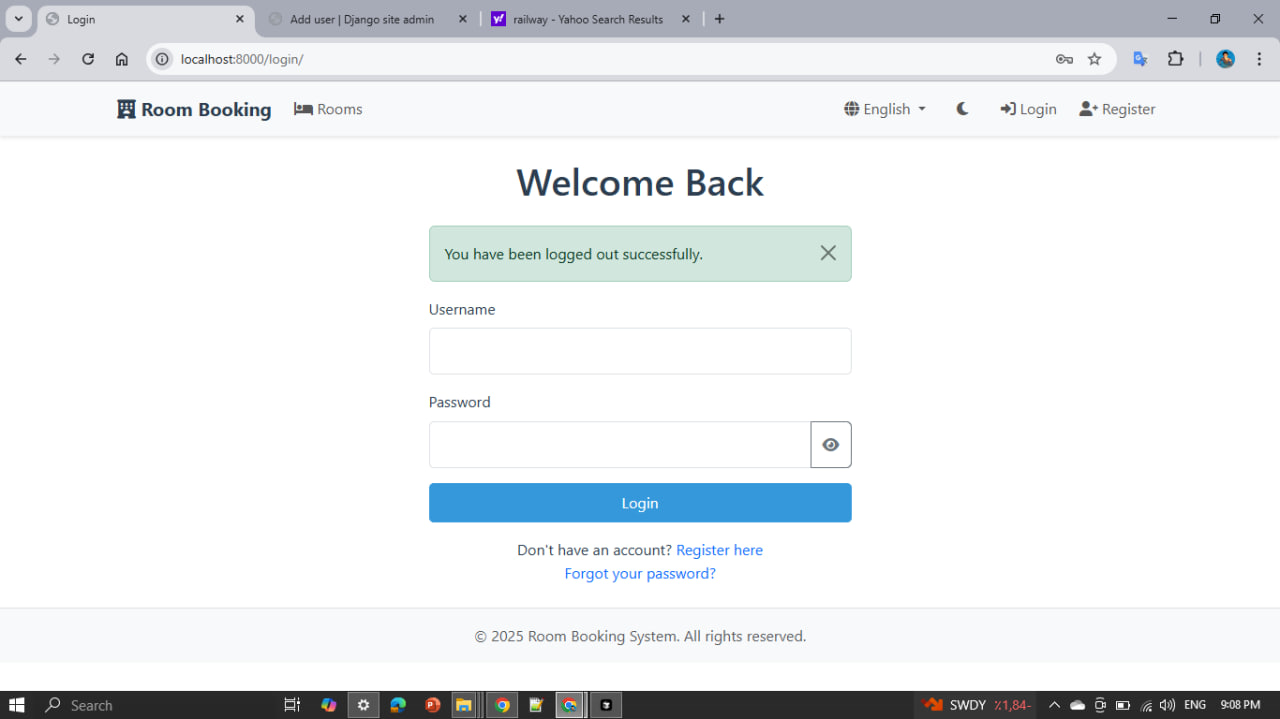 Login
Add user | Django site admin
railway - Yahoo Search Results
localhost:8000/login/
Room Booking
Rooms
English
Login
Register
Welcome Back
You have been logged out successfully.
Username
Password
Login
Don't have an account? Register here
Forgot your password?
© 2025 Room Booking System. All rights reserved.
Search
SWDY ٪1,84-
ENG
9:08 PM